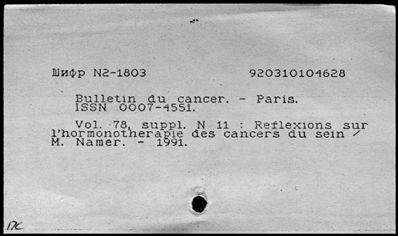 Шифр N2-1803 920310104628
Bulletin du cancer. - Paris.
ISSN 0007-4551.
Vol. 78, suppl. N 11 : Reflexions sur
l'hormonotherapie des cancers du sein /
M. Namer. - 1991.